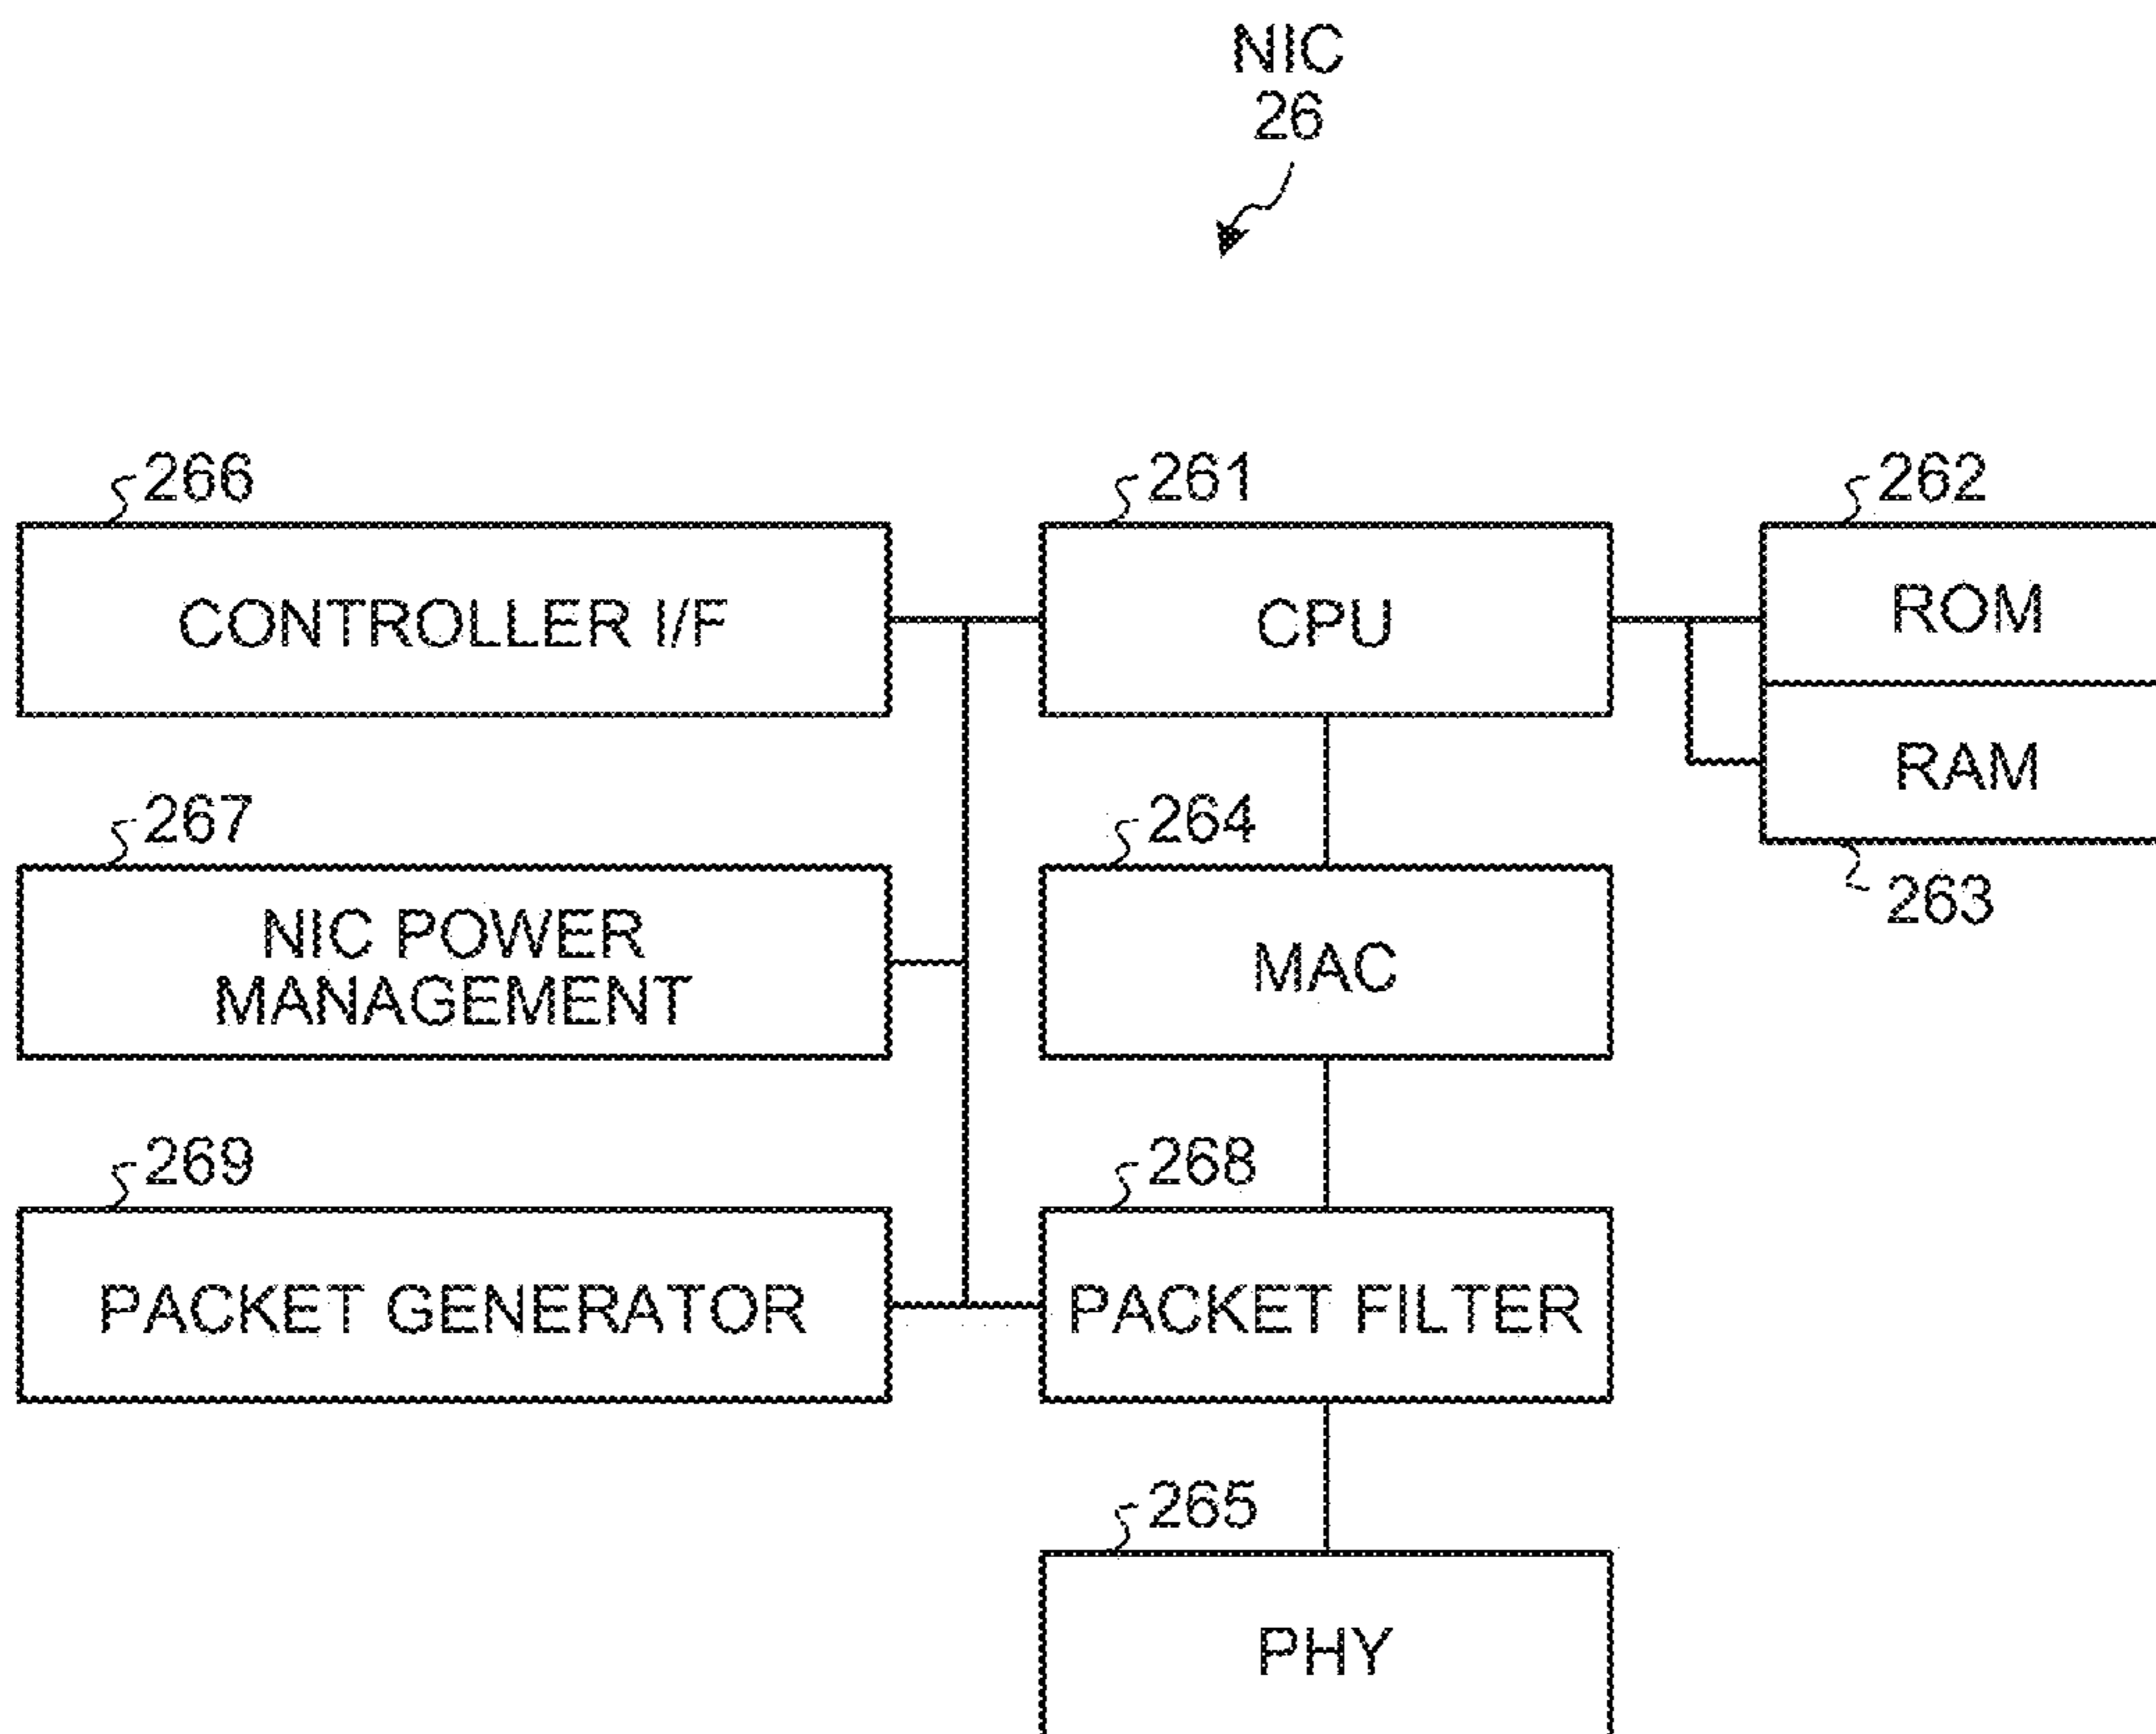 NIC
26
266
261
262
CONTROLLER I/F
CPU
ROM
RAM
267
264
263
NIC POWER
MANAGEMENT
MAC
269
268
PACKET GENERATOR
PACKET FILTER
265
PHY